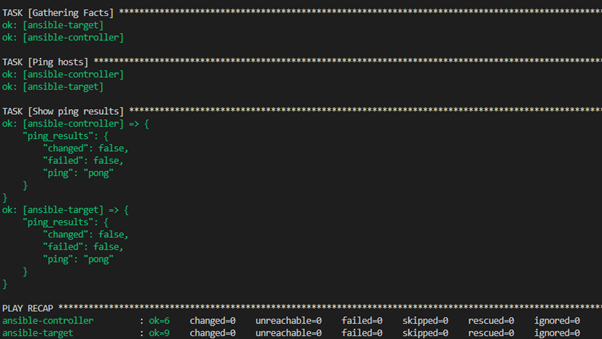 TASK [Gathering Facts] *********************************************************************************
ok: [ansible-target]
ok: [ansible-controller]
TASK [Ping hosts] **************************************************************************************
ok: [ansible-controller]
ok: [ansible-target]
TASK [Show ping results] *******************************************************************************
ok: [ansible-controller] => {
    "ping_results": {
        "changed": false,
        "failed": false,
        "ping": "pong"
    }
}
ok: [ansible-target] => {
    "ping_results": {
        "changed": false,
        "failed": false,
        "ping": "pong"
    }
}
PLAY RECAP *********************************************************************************************
ansible-controller         : ok=6    changed=0    unreachable=0    failed=0    skipped=0    rescued=0    ignored=0
ansible-target             : ok=9    changed=0    unreachable=0    failed=0    skipped=0    rescued=0    ignored=0